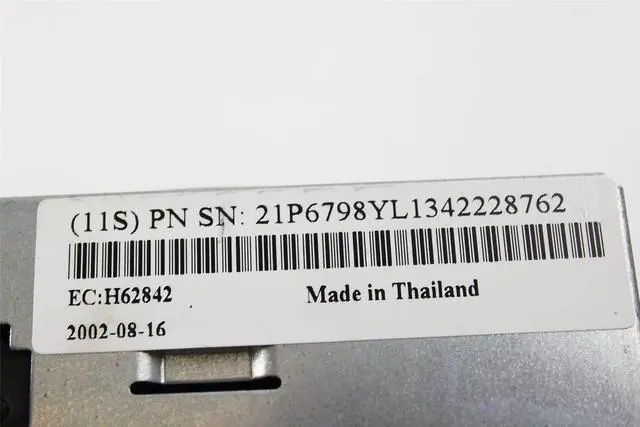 (11S) PN SN: 21P6798YL1342228762
EC:H62842 Made in Thailand
2002-08-16